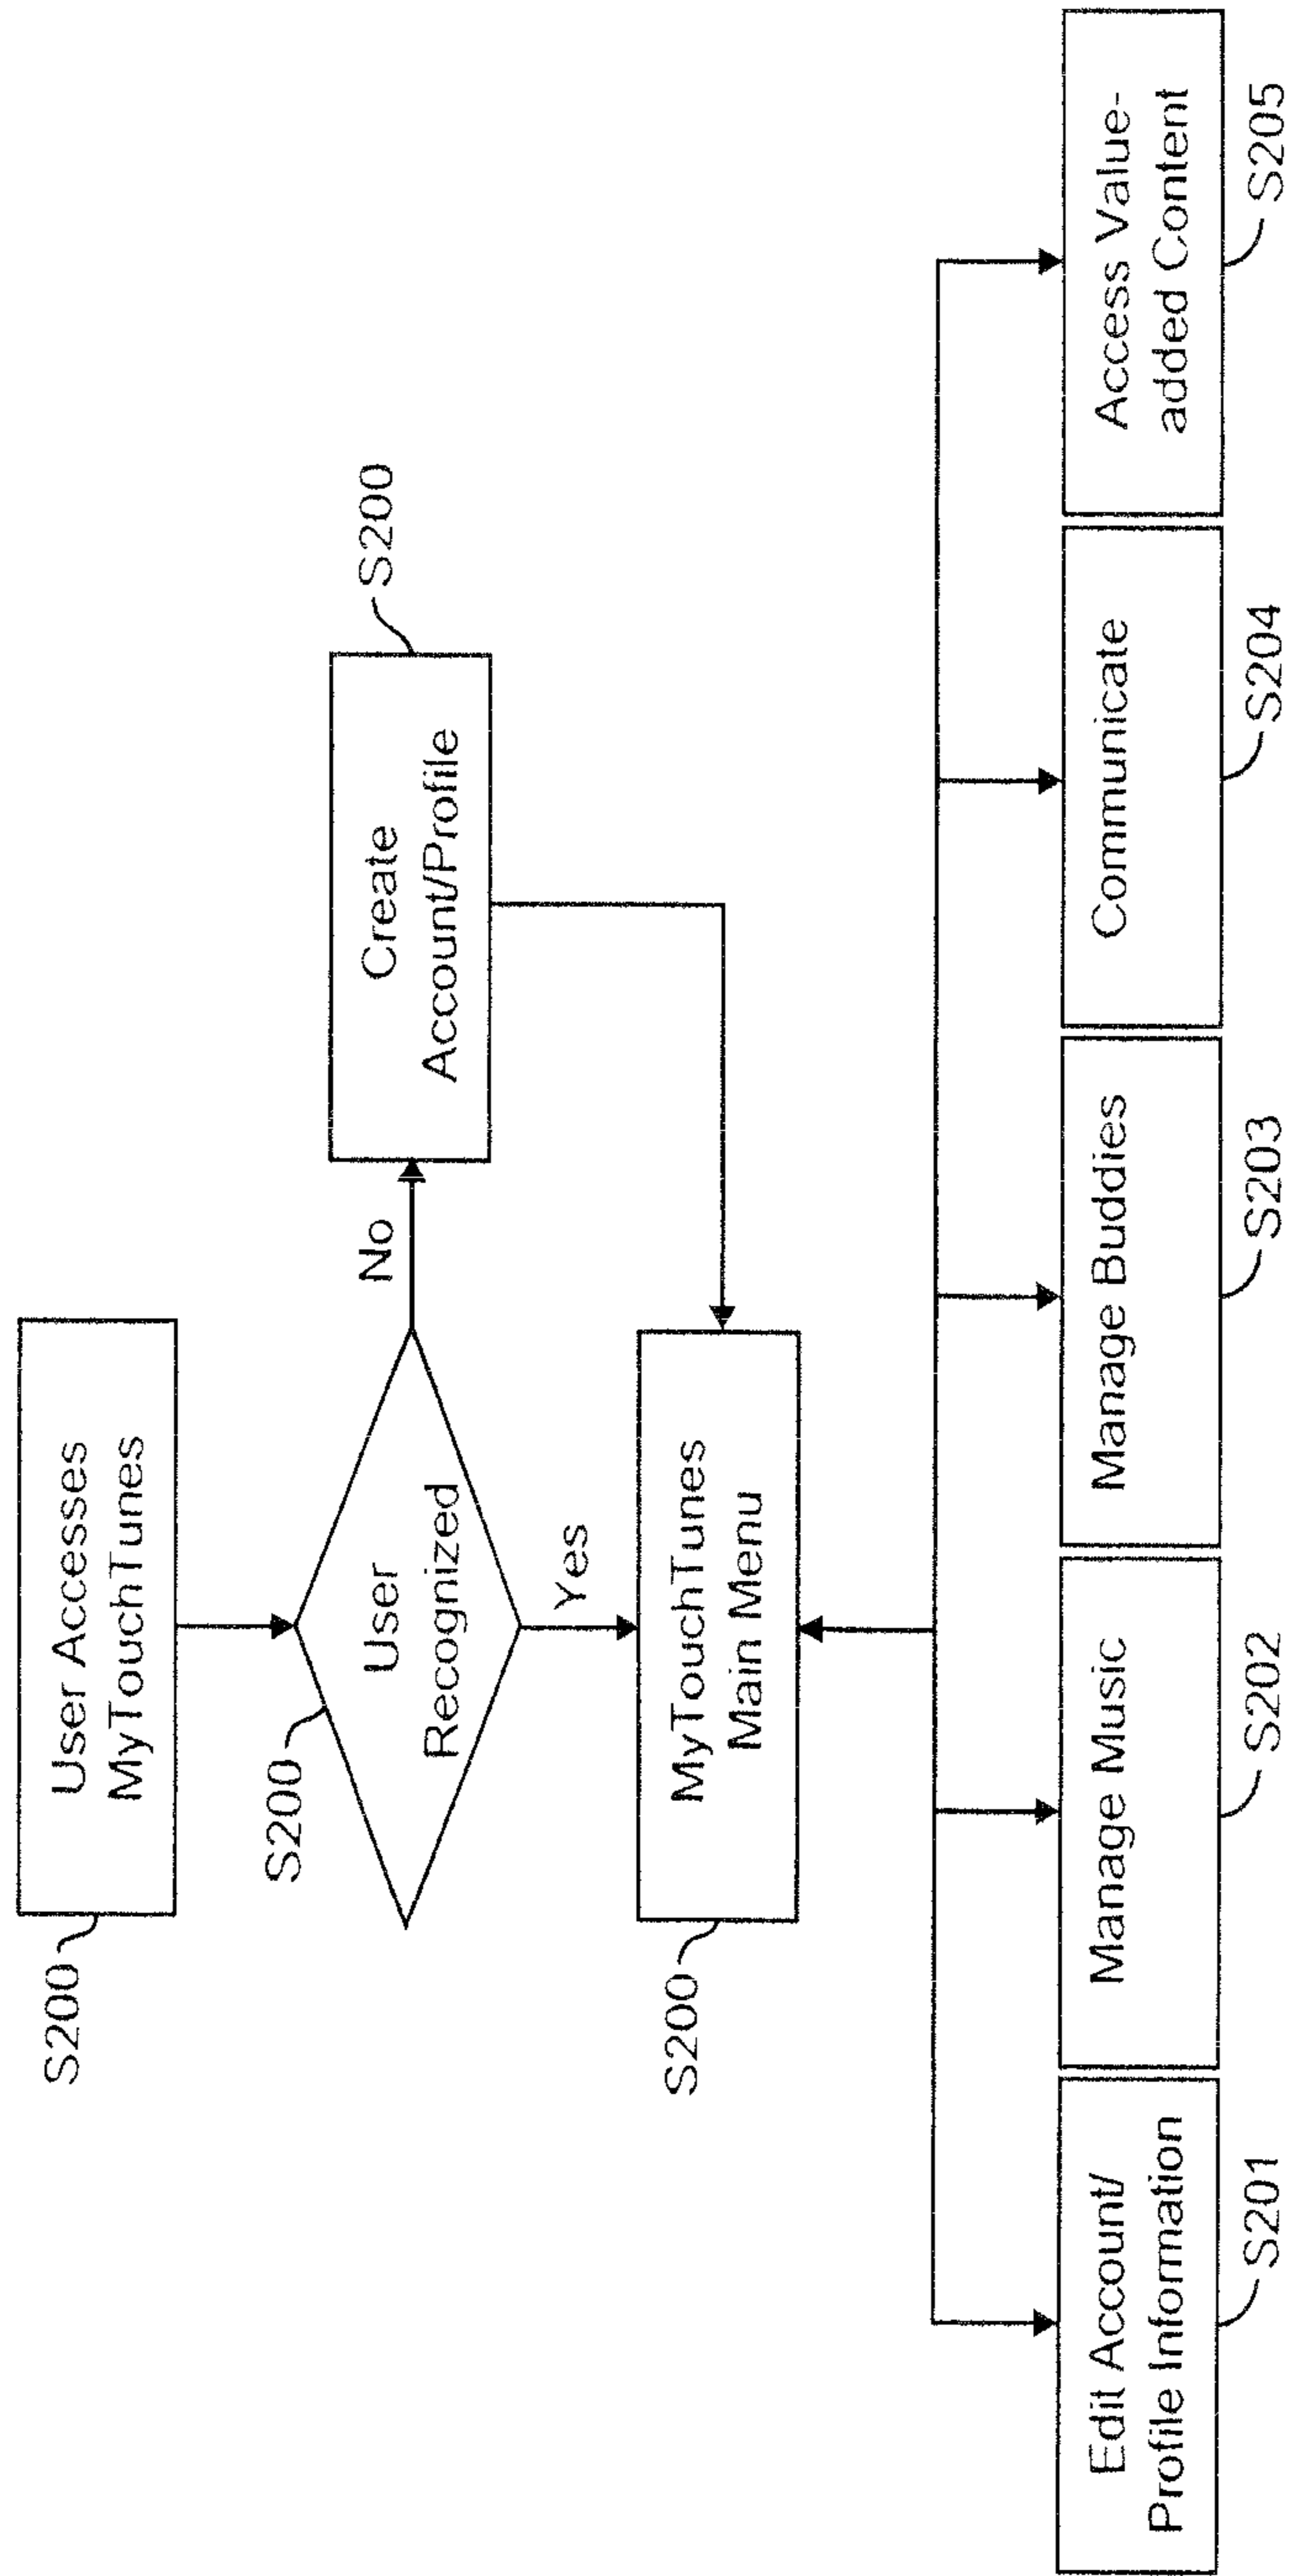 S200
User Accesses
MyTouchTunes
S200
User
Recognized
No
Create
Account/Profile
S200
Yes
S200
MyTouchTunes
Main Menu
Edit Account/
Profile Information
S201
Manage Music
S202
Manage Buddies
S203
Communicate
S204
Access Value-
added Content
S205